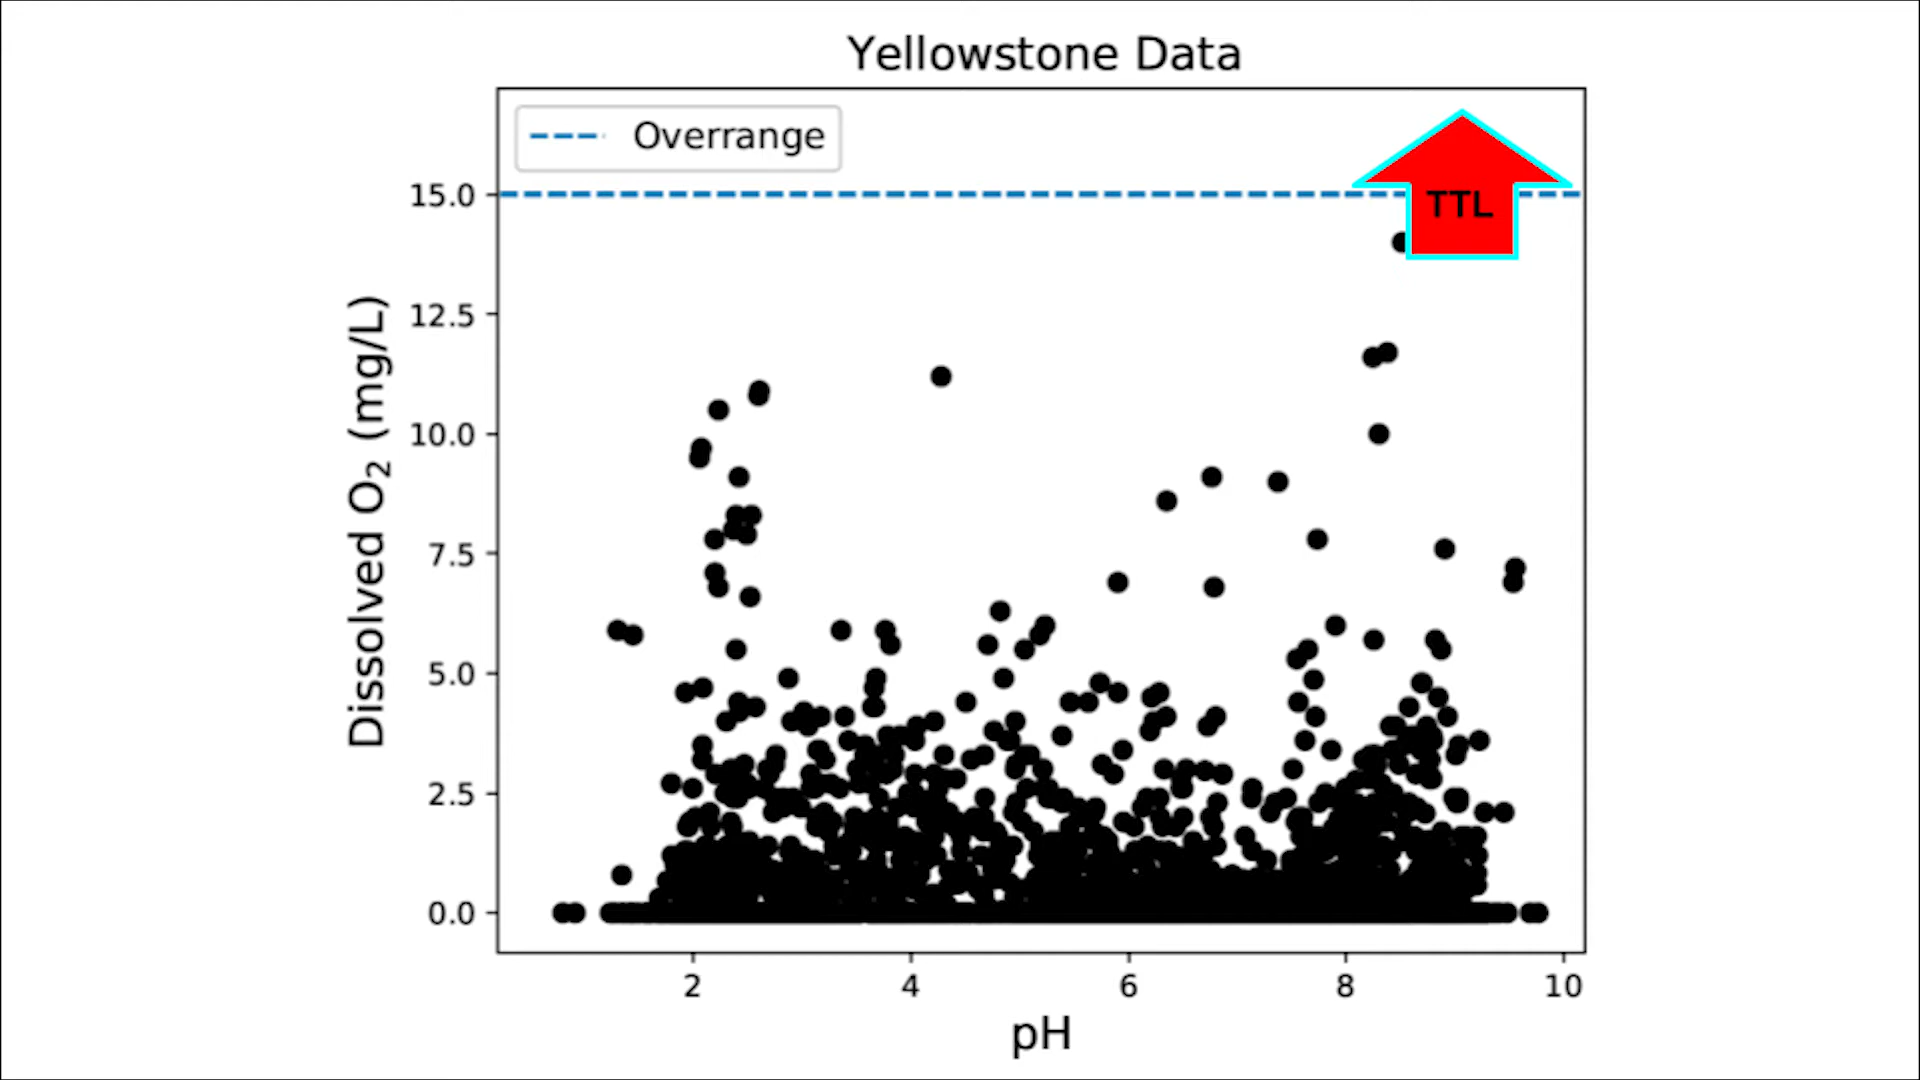 Yellowstone Data
Overrange
TTL
15.0
12.5
10.0
7.5
5.0
2.5
0.0
Dissolved O₂ (mg/L)
2 4 6 8 10
pH